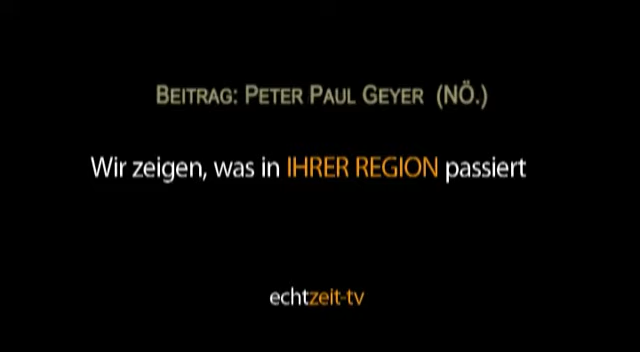 BEITRAG: PETER PAUL GEYER (NÖ.)
Wir zeigen, was in IHRER REGION passiert
echtzeit-tv